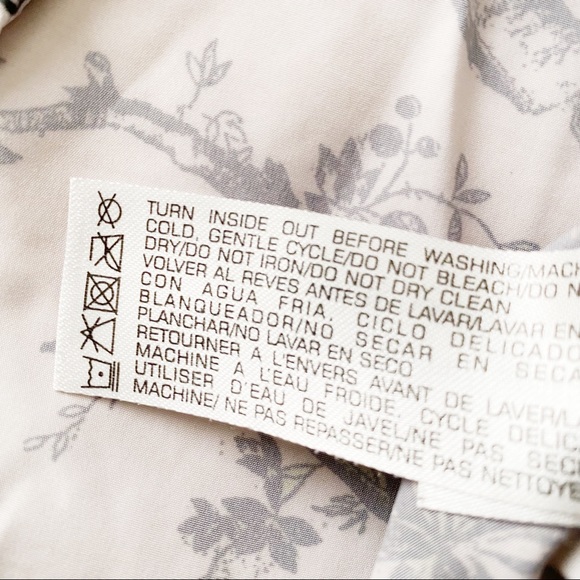 TURN INSIDE OUT BEFORE WASHING/MACH
COLD, GENTLE CYCLE/DO NOT BLEACH/DO N
DRY/DO NOT IRON/DO NOT DRY CLEAN
VOLVER AL REVES ANTES DE LAVAR/LAVAR EN
CON AGUA FRIA, CICLO DELICADO
BLANQUEADOR/NO SECAR EN SECA
PLANCHAR/NO LAVAR EN SECO
RETOURNER A L'ENVERS AVANT DE LAVER/LA
MACHINE A L'EAU FROIDE, CYCLE DELIC
UTILISER D'EAU DE JAVEL/NE PAS SEC
MACHINE/ NE PAS REPASSER/NE PAS NETTOYE